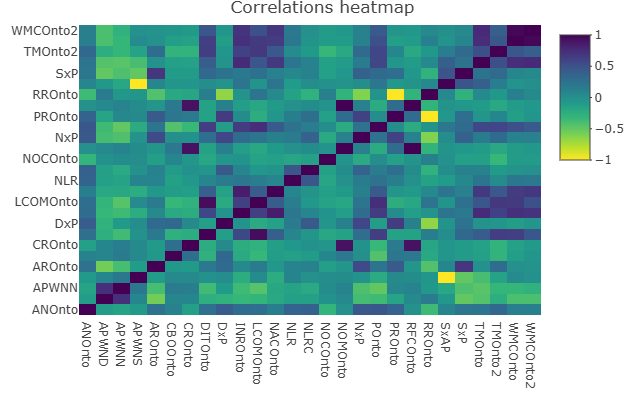 Correlations heatmap
WMCOnto2
TMOnto2
SxP
RROnto
PROnto
NxP
NOCOnto
NLR
LCOMOnto
DxP
CROnto
AROnto
APWNN
ANOnto
ANOnto
APWND
APWNN
APWNS
AROnto
CBOOnto
CROnto
DITOnto
DxP
INROnto
LCOMOnto
NACOnto
NLR
NLRC
NOCOnto
NOMOnto
NxP
POnto
PROnto
RFCOnto
RROnto
SxAP
SxP
TMOnto
TMOnto2
WMCOnto
WMCOnto2
1
0.5
0
−0.5
−1